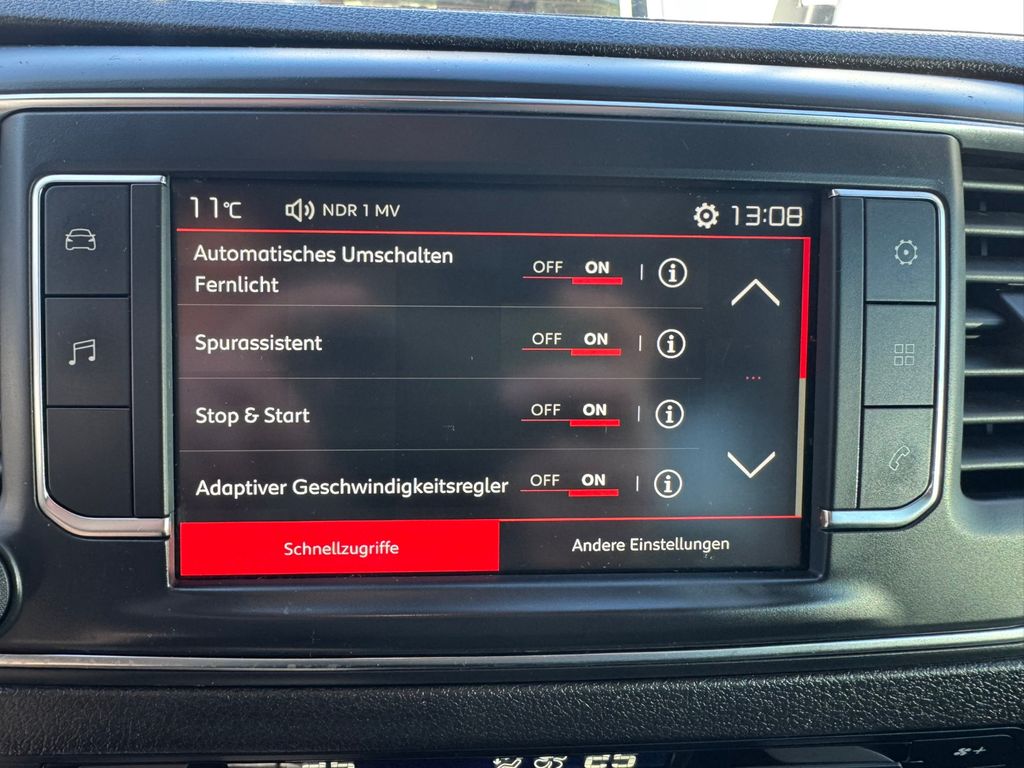 11°C NDR 1 MV 13:08
Automatisches Umschalten
Fernlicht
OFF ON
Spurassistent OFF ON
Stop & Start OFF ON
Adaptiver Geschwindigkeitsregler OFF ON
Schnellzugriffe Andere Einstellungen